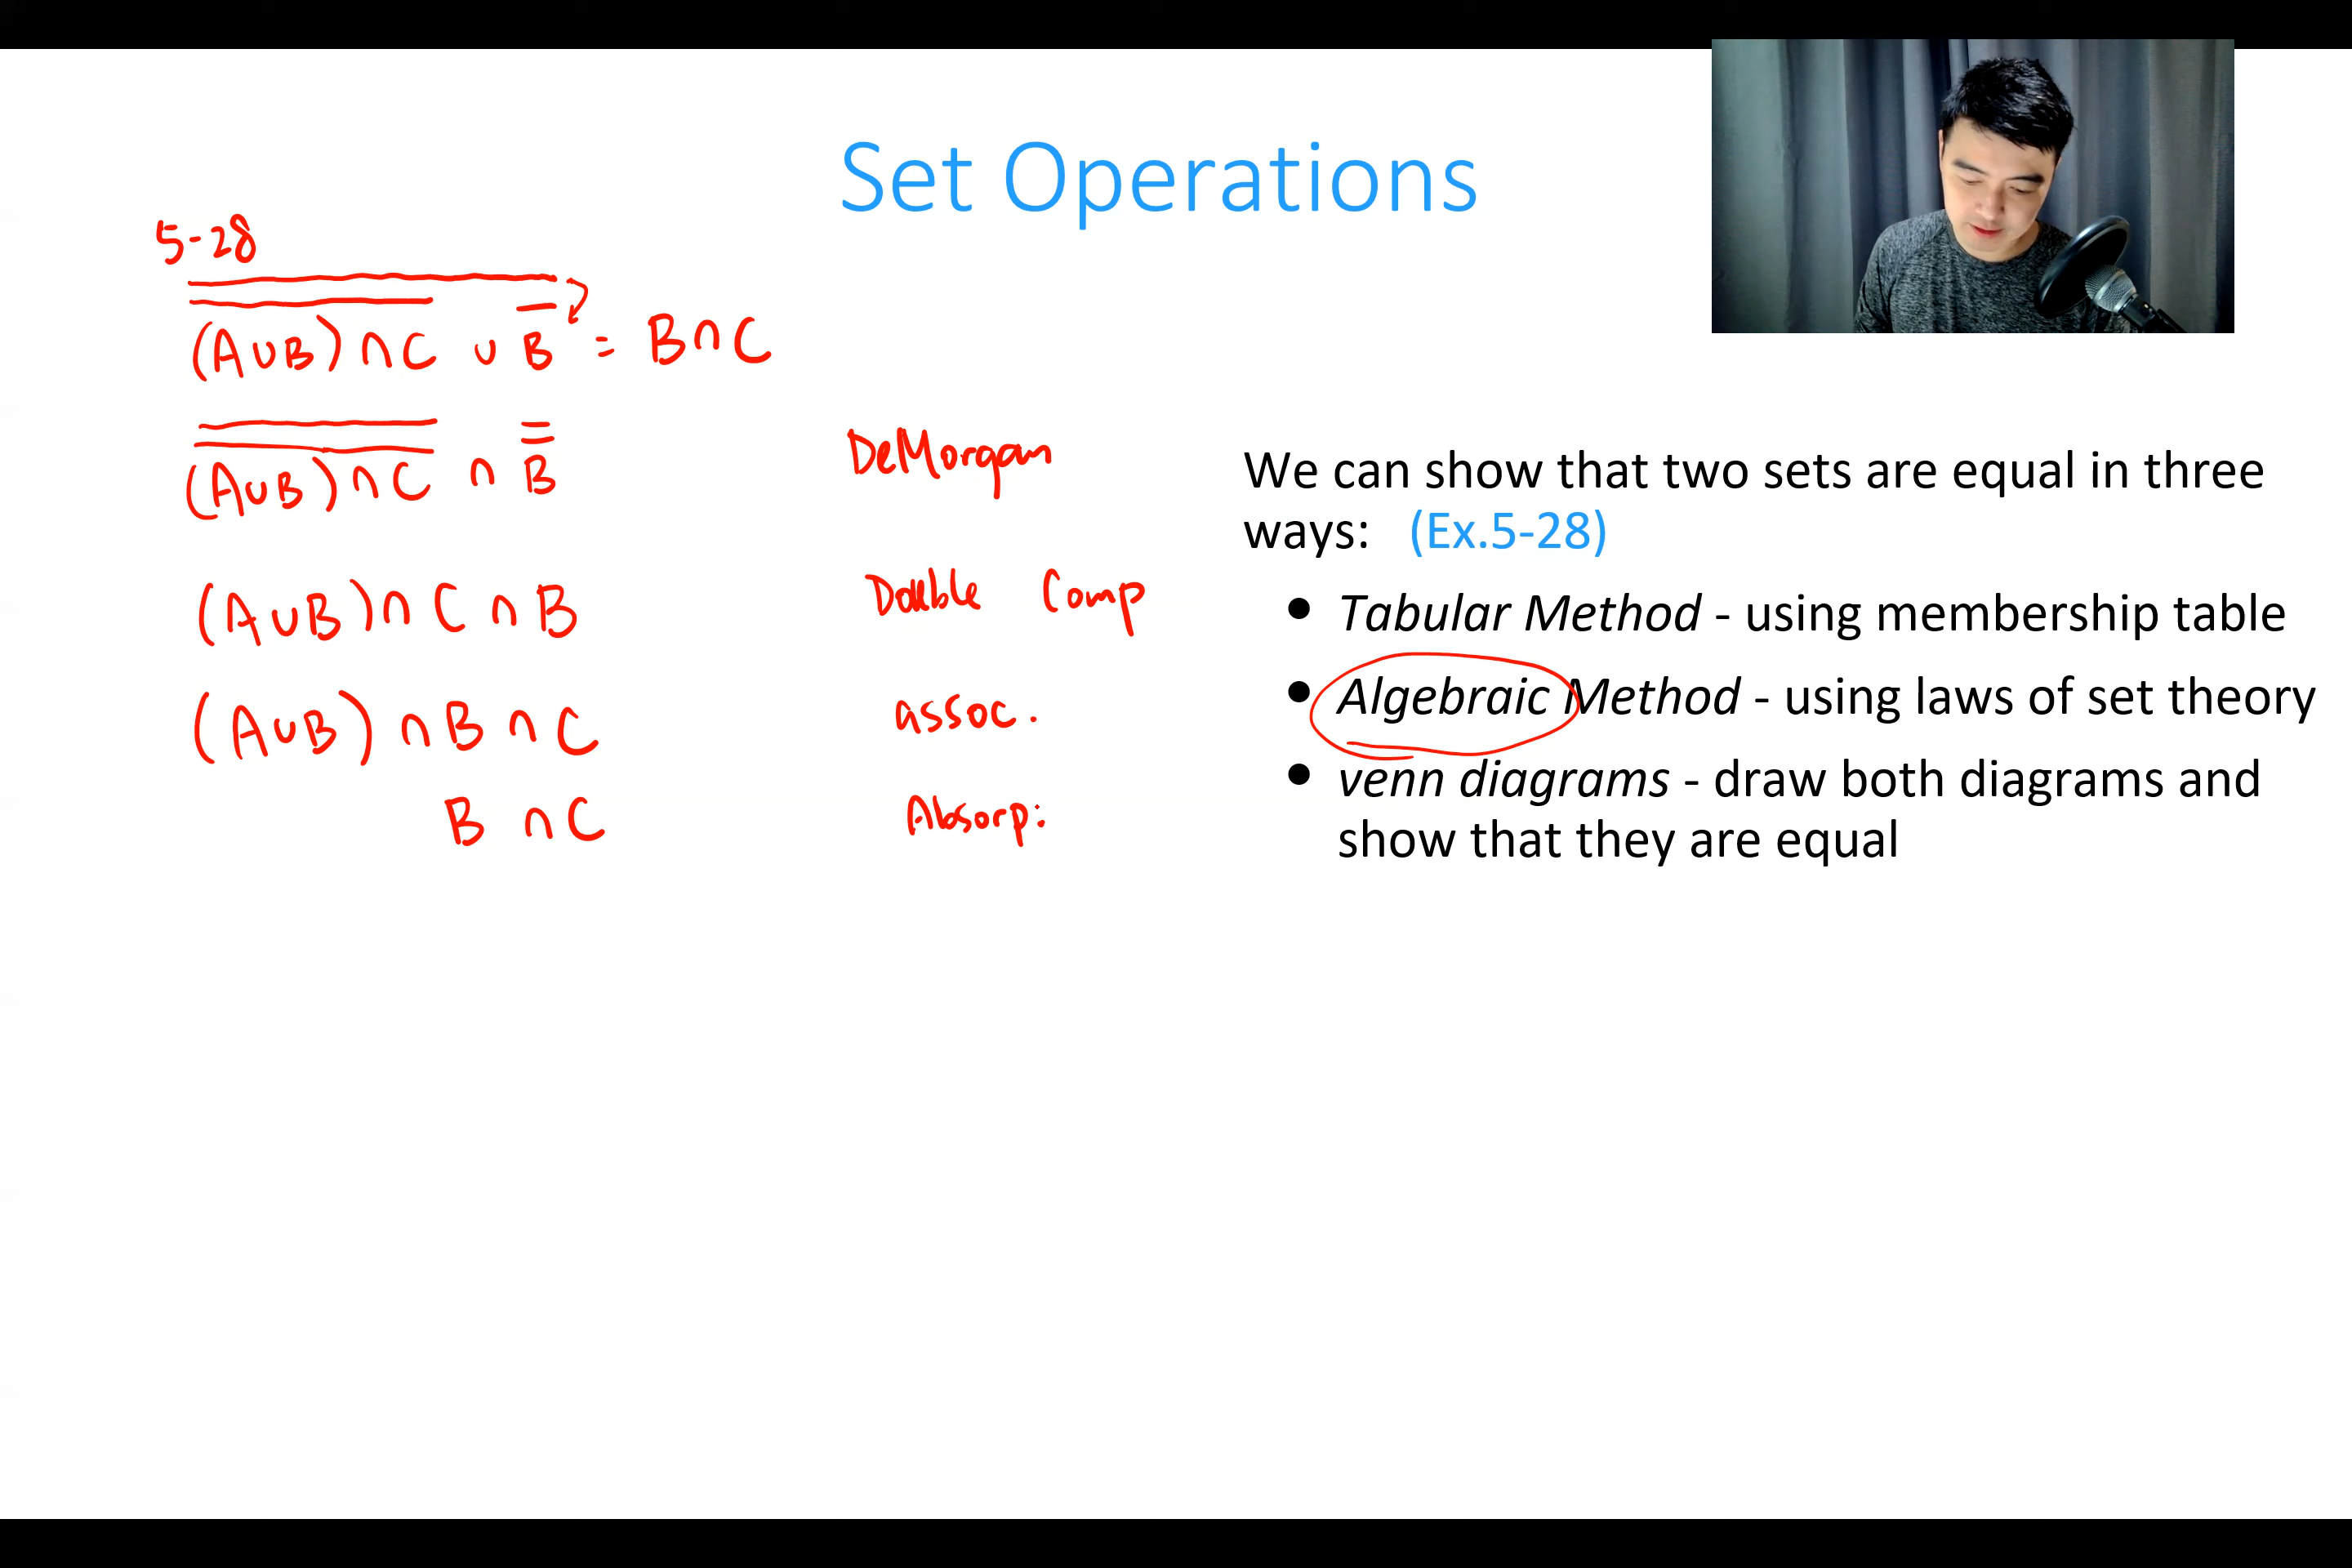 Set Operations
5-28
(A∪B)∩C ∪ B̅ = B∩C
(A∪B)∩C ∩ B̿
DeMorgan
(A∪B)∩C∩B
Double Comp
(A∪B)∩B∩C
assoc.
B∩C
Absorp:
We can show that two sets are equal in three
ways: (Ex.5-28)
• Tabular Method - using membership table
• Algebraic Method - using laws of set theory
• venn diagrams - draw both diagrams and
show that they are equal